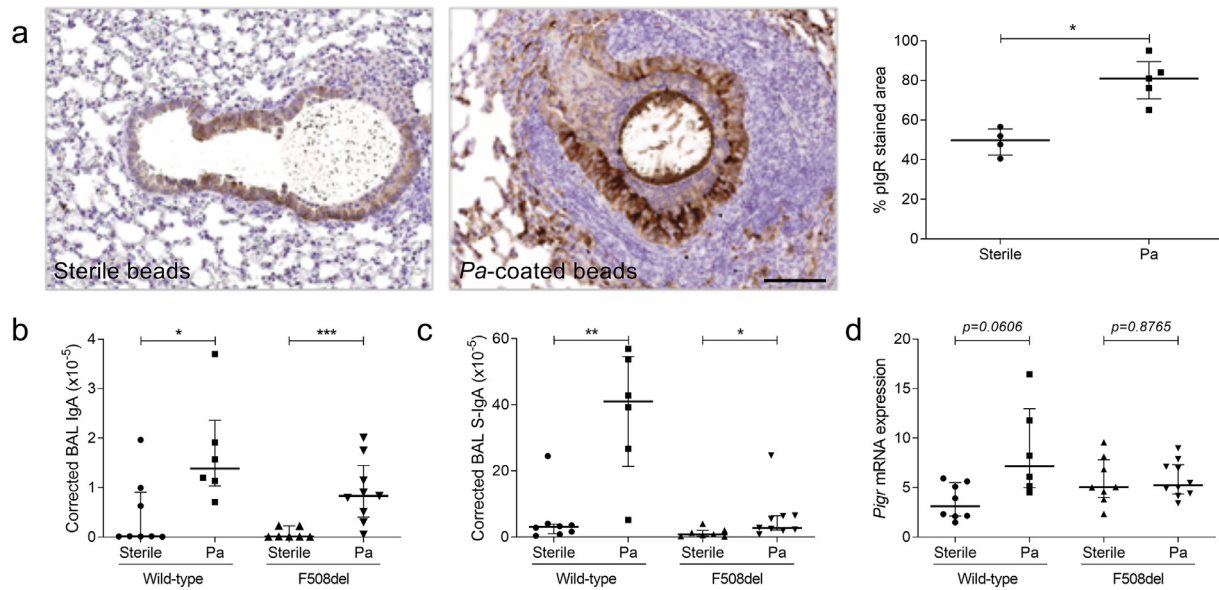 a
Sterile beads
Pa-coated beads
% pIgR stained area
100
80
60
40
20
0
*
Sterile Pa
b
Corrected BAL IgA (x10-5)
4
3
2
1
0
* ***
Sterile Pa Sterile Pa
Wild-type F508del
c
Corrected BAL S-IgA (x10-5)
60
40
20
0
** *
Sterile Pa Sterile Pa
Wild-type F508del
d
Pigr mRNA expression
20
15
10
5
0
p=0.0606 p=0.8765
Sterile Pa Sterile Pa
Wild-type F508del